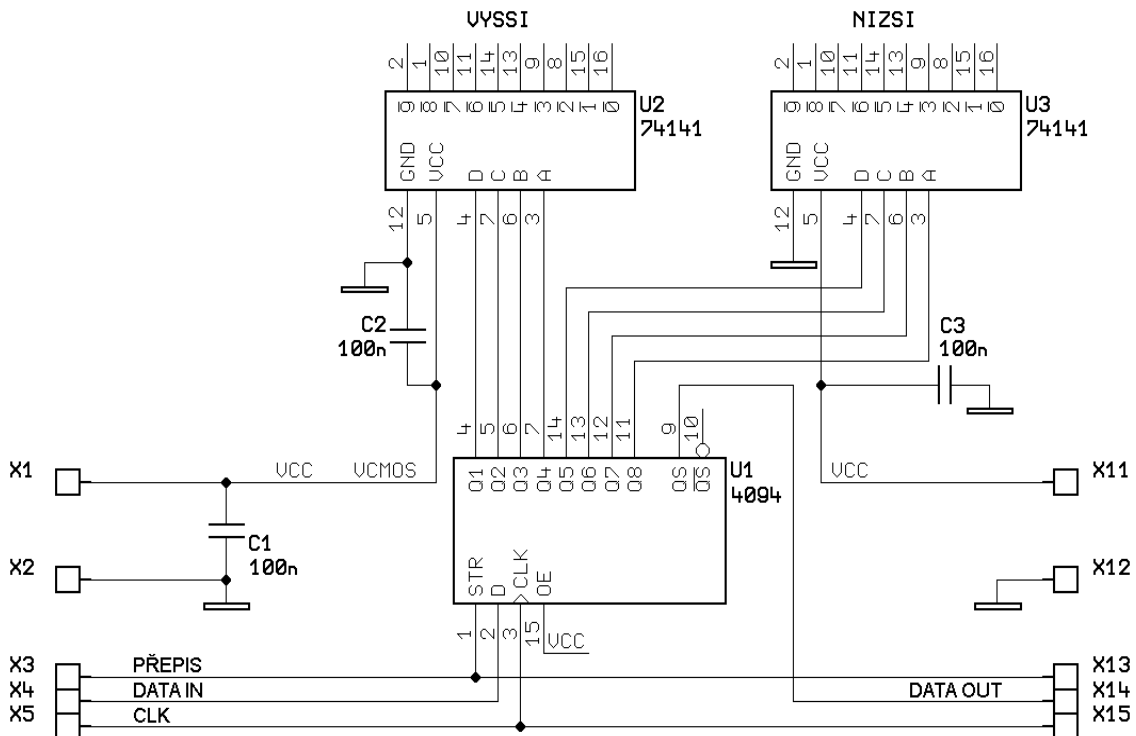 VYSSI NIZSI
2 1 10 11 14 13 9 8 15 16
2 1 10 11 14 13 9 8 15 16
9 8 7 6 5 4 3 2 1 0
U2
74141
9 8 7 6 5 4 3 2 1 0
U3
74141
GND VCC D C B A
GND VCC D C B A
12 5 4 7 6 3
12 5 4 7 6 3
C2
100n
C3
100n
4 5 6 7 14 13 12 11 9 10
X1 VCC VCMOS
Q1 Q2 Q3 Q4 Q5 Q6 Q7 Q8 QS QS
U1
4094
VCC X11
C1
100n
X2
STR D CLK OE
X12
1 2 3 15 VCC
X3 PŘEPIS X13
X4 DATA IN DATA OUT X14
X5 CLK X15